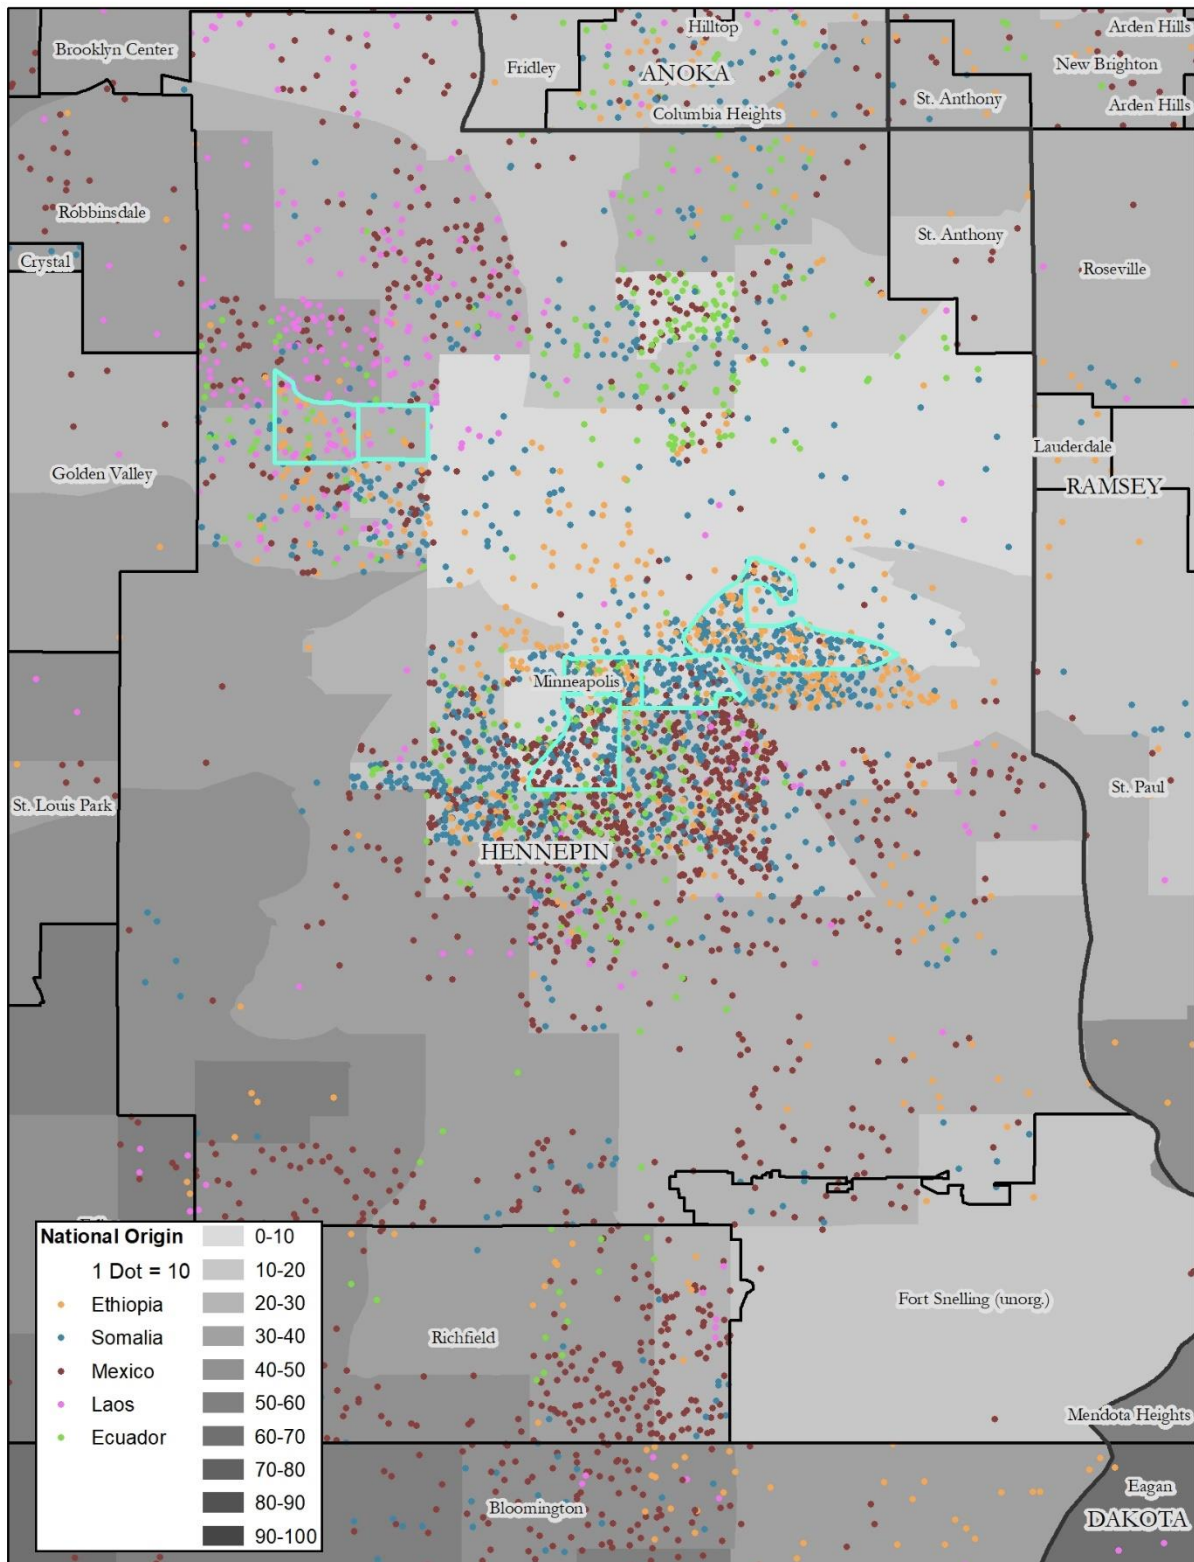 Hilltop
Arden Hills
Brooklyn Center
Fridley
ANOKA
New Brighton
St. Anthony
Arden Hills
Columbia Heights
Robbinsdale
St. Anthony
Crystal
Roseville
Lauderdale
Golden Valley
RAMSEY
Minneapolis
St. Louis Park
St. Paul
HENNEPIN
National Origin
1 Dot = 10
Ethiopia
Somalia
Mexico
Laos
Ecuador
0-10
10-20
20-30
30-40
40-50
50-60
60-70
70-80
80-90
90-100
Fort Snelling (unorg.)
Richfield
Mendota Heights
Bloomington
Eagan
DAKOTA